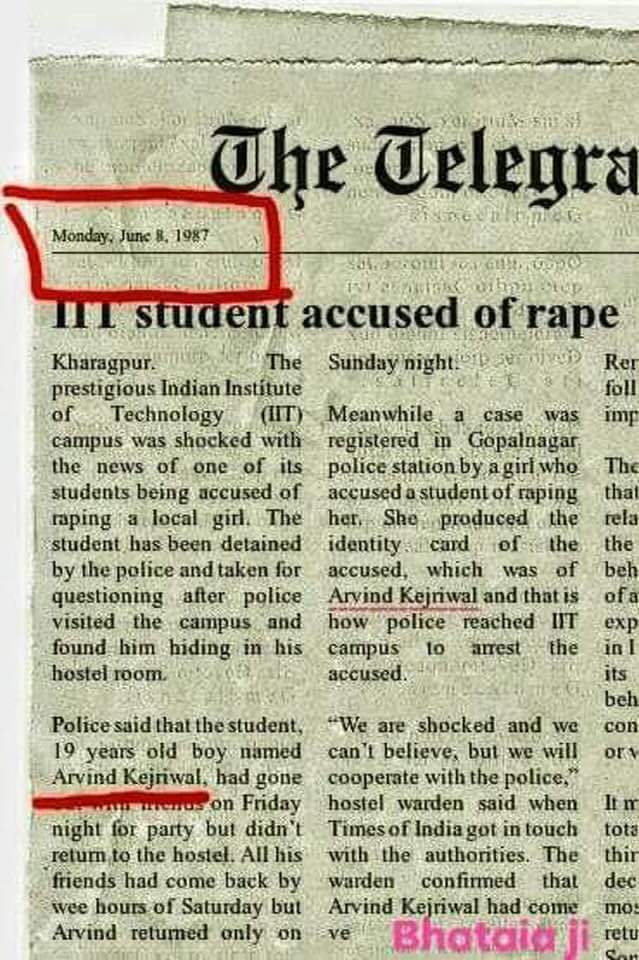 The Telegra
Monday, June 8, 1987
IIT student accused of rape
Kharagpur. The
prestigious Indian Institute
of Technology (IIT)
campus was shocked with
the news of one of its
students being accused of
raping a local girl. The
student has been detained
by the police and taken for
questioning after police
visited the campus and
found him hiding in his
hostel room.
Police said that the student,
19 years old boy named
Arvind Kejriwal, had gone
with friends on Friday
night for party but didn't
return to the hostel. All his
friends had come back by
wee hours of Saturday but
Arvind returned only on
Sunday night.
Meanwhile a case was
registered in Gopalnagar
police station by a girl who
accused a student of raping
her. She produced the
identity card of the
accused, which was of
Arvind Kejriwal and that is
how police reached IIT
campus to arrest the
accused.
“We are shocked and we
can't believe, but we will
cooperate with the police,”
hostel warden said when
Times of India got in touch
with the authorities. The
warden confirmed that
Arvind Kejriwal had come
ve
Rer
foll
imp
The
that
rela
the
beh
of a
exp
in I
its
beh
con
or v
It m
tota
thir
dec
mos
retu
Bhataia ji